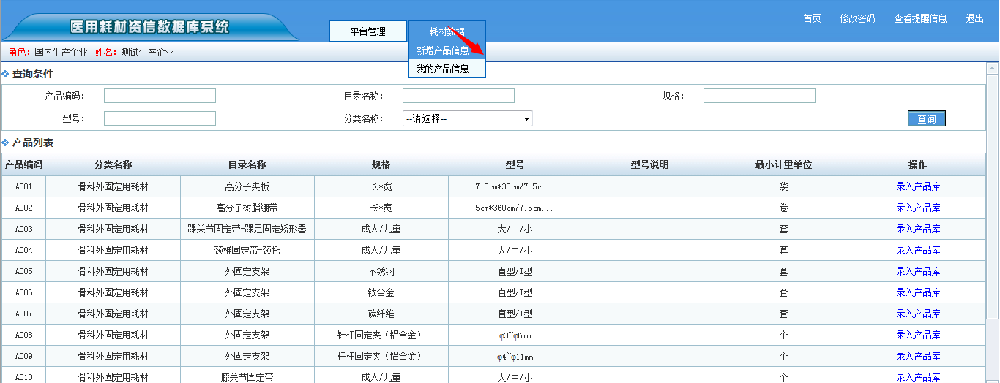 医用耗材资信数据库系统
首页 修改密码 查看提醒信息 退出
平台管理 耗材数据
新增产品信息
我的产品信息
角色：国内生产企业 姓名：测试生产企业
查询条件
产品编码： 目录名称： 规格：
型号： 分类名称： --请选择-- 查询
产品列表
产品编码 分类名称 目录名称 规格 型号 型号说明 最小计量单位 操作
A001 骨科外固定用耗材 高分子夹板 长*宽 7.5cm*30cm/7.5c... 袋 录入产品库
A002 骨科外固定用耗材 高分子树脂绷带 长*宽 5cm*360cm/7.5cm... 卷 录入产品库
A003 骨科外固定用耗材 踝关节固定带-踝足固定矫形器 成人/儿童 大/中/小 套 录入产品库
A004 骨科外固定用耗材 颈椎固定带-颈托 成人/儿童 大/中/小 套 录入产品库
A005 骨科外固定用耗材 外固定支架 不锈钢 直型/T型 套 录入产品库
A006 骨科外固定用耗材 外固定支架 钛合金 直型/T型 套 录入产品库
A007 骨科外固定用耗材 外固定支架 碳纤维 直型/T型 套 录入产品库
A008 骨科外固定用耗材 外固定支架 针杆固定夹（铝合金） φ3~φ6mm 个 录入产品库
A009 骨科外固定用耗材 外固定支架 杆杆固定夹（铝合金） φ4~φ11mm 个 录入产品库
A010 骨科外固定用耗材 膝关节固定带 成人/儿童 大/中/小 个 录入产品库